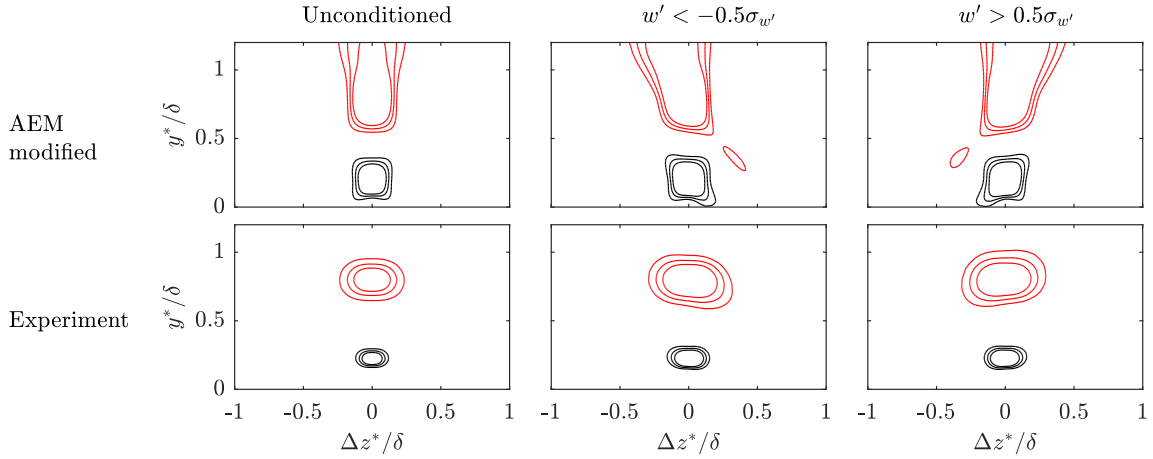 Unconditioned w′ < −0.5σw′ w′ > 0.5σw′
AEM
modified
y*/δ
1
0.5
0
Experiment
y*/δ
1
0.5
0
-1 -0.5 0 0.5 1 -1 -0.5 0 0.5 1 -1 -0.5 0 0.5 1
Δz*/δ Δz*/δ Δz*/δ